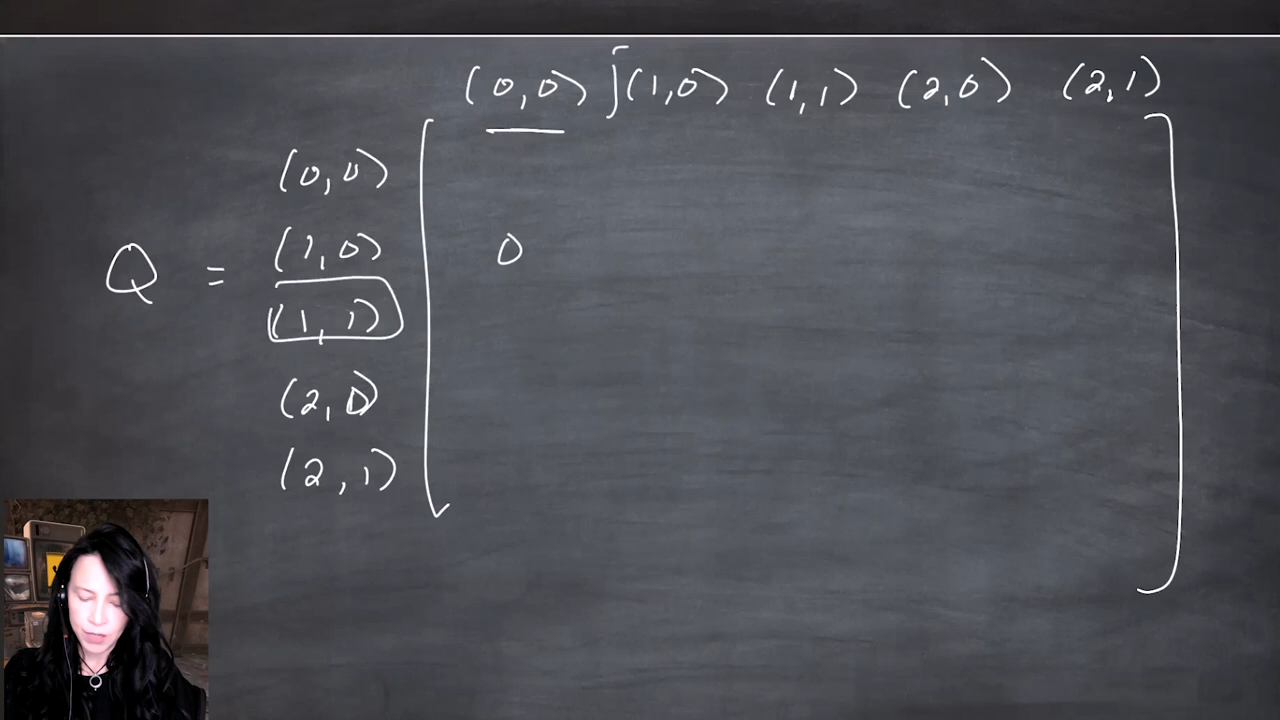 (0,0) (1,0) (1,1) (2,0) (2,1)
(0,0)
(1,0) 0
Q =
(1,1)
(2,0)
(2,1)